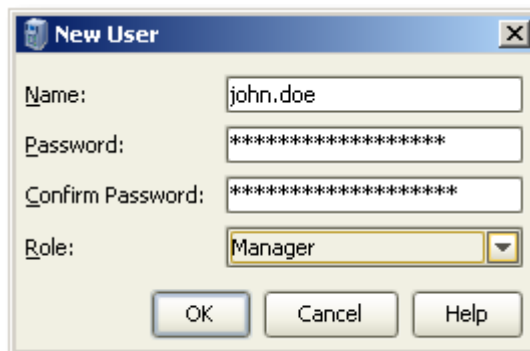 New User
Name: john.doe
Password: ******************
Confirm Password: *******************
Role: Manager
OK Cancel Help